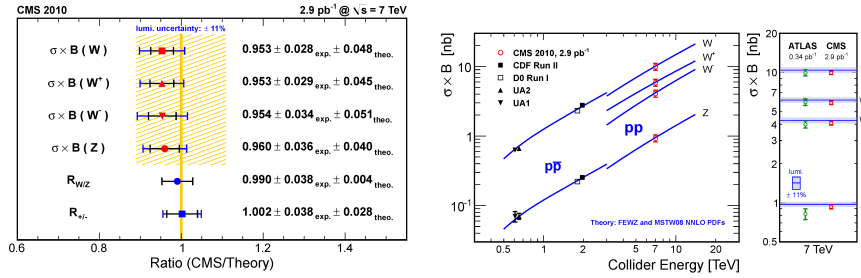 CMS 2010 2.9 pb⁻¹ @ √s = 7 TeV
lumi. uncertainty: ± 11%
σ × B ( W ) 0.953 ± 0.028 exp. ± 0.048 theo.
σ × B ( W⁺ ) 0.953 ± 0.029 exp. ± 0.045 theo.
σ × B ( W⁻ ) 0.954 ± 0.034 exp. ± 0.051 theo.
σ × B ( Z ) 0.960 ± 0.036 exp. ± 0.040 theo.
R W/Z 0.990 ± 0.038 exp. ± 0.004 theo.
R +/- 1.002 ± 0.038 exp. ± 0.028 theo.
0.6 0.8 1 1.2 1.4
Ratio (CMS/Theory)
σ × B [nb]
10
1
10⁻¹
CMS 2010, 2.9 pb⁻¹
CDF Run II
D0 Run I
UA2
UA1
W
W⁺
W⁻
Z
pp
pp̅
Theory: FEWZ and MSTW08 NNLO PDFs
0.5 1 2 5 7 10 20
Collider Energy [TeV]
σ × B [nb]
ATLAS CMS
0.34 pb⁻¹ 2.9 pb⁻¹
10
5
4
2
1
0.5
lumi.
± 11%
7 TeV